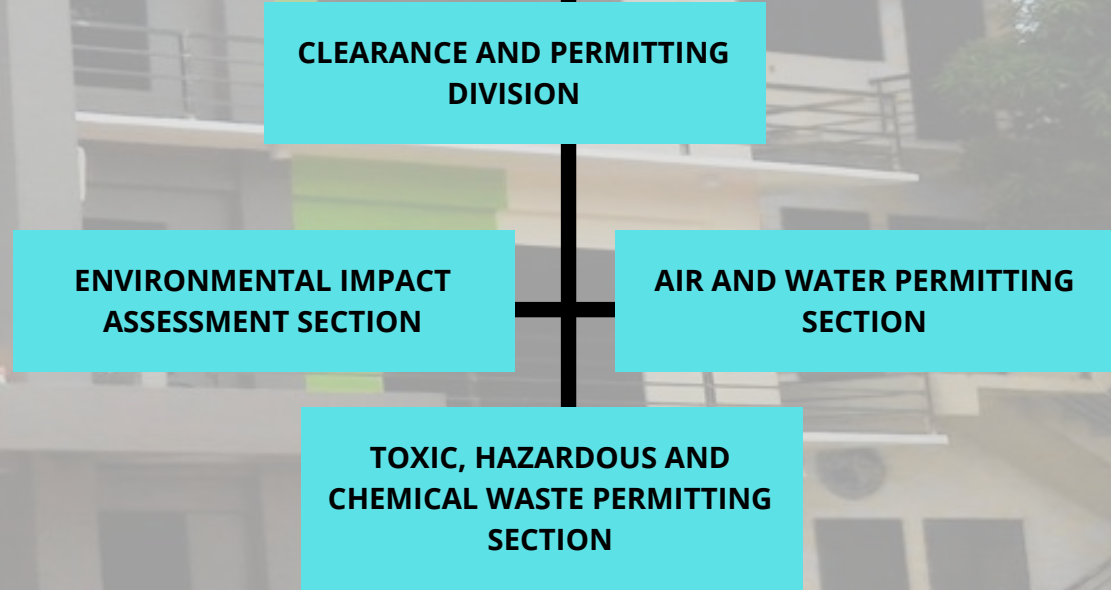 CLEARANCE AND PERMITTING
DIVISION
ENVIRONMENTAL IMPACT
ASSESSMENT SECTION
AIR AND WATER PERMITTING
SECTION
TOXIC, HAZARDOUS AND
CHEMICAL WASTE PERMITTING
SECTION